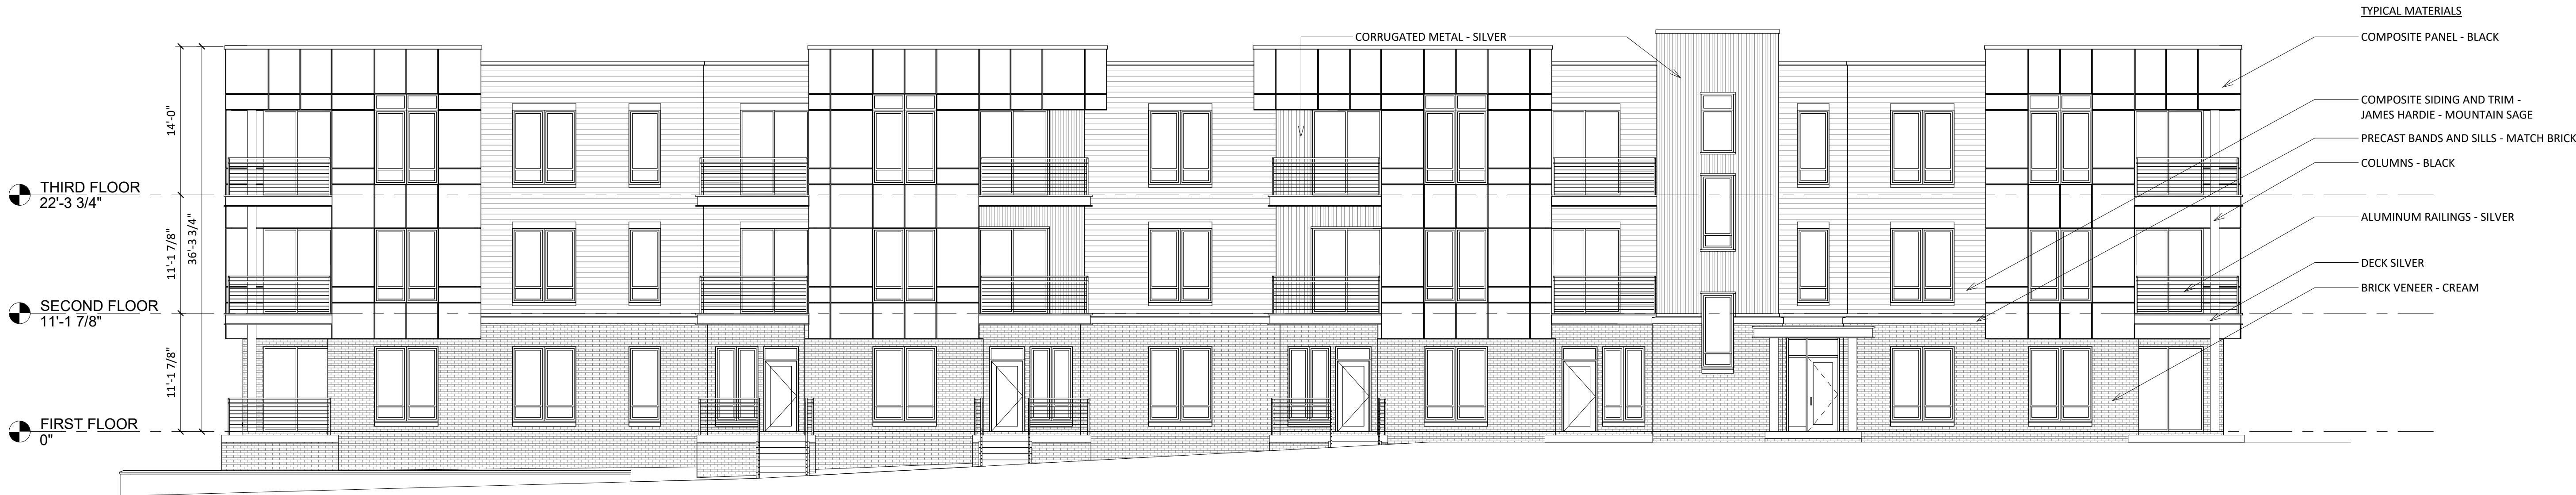 TYPICAL MATERIALS
CORRUGATED METAL - SILVER
COMPOSITE PANEL - BLACK
COMPOSITE SIDING AND TRIM -
JAMES HARDIE - MOUNTAIN SAGE
PRECAST BANDS AND SILLS - MATCH BRICK
COLUMNS - BLACK
ALUMINUM RAILINGS - SILVER
DECK SILVER
BRICK VENEER - CREAM
14'-0"
11'-1 7/8"
36'-3 3/4"
11'-1 7/8"
THIRD FLOOR
22'-3 3/4"
SECOND FLOOR
11'-1 7/8"
FIRST FLOOR
0"